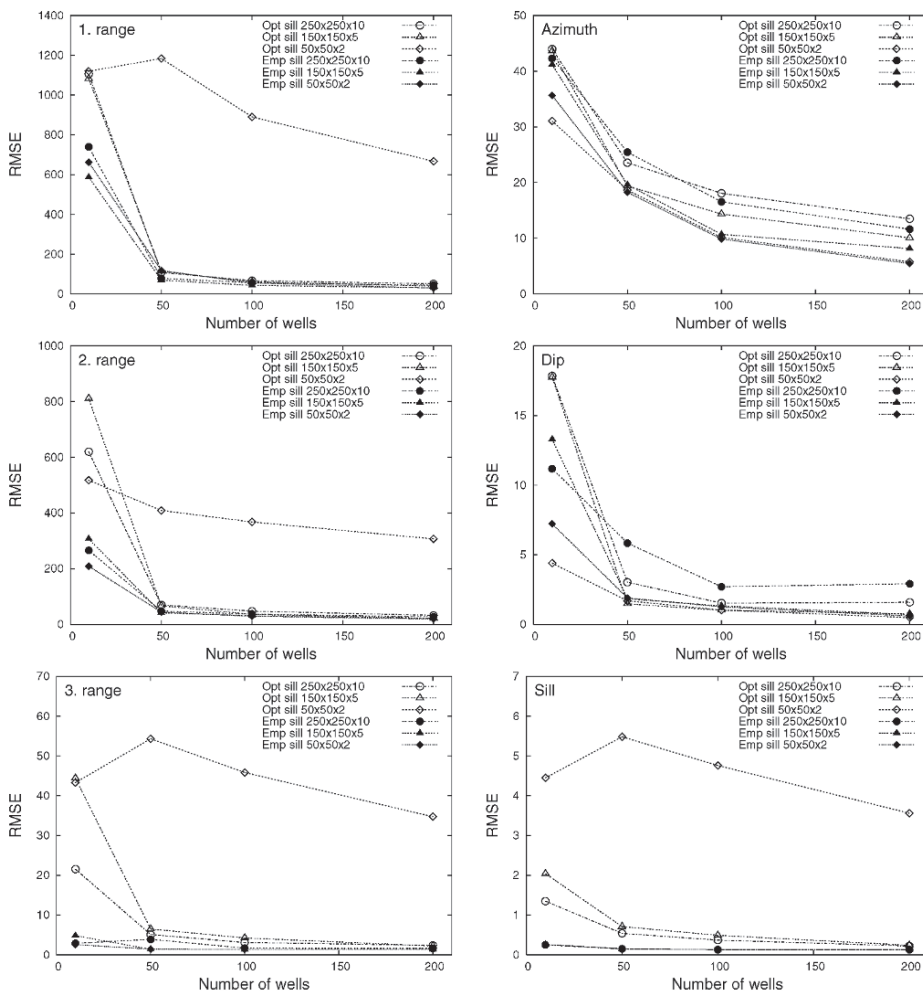 1. range
Opt sill 250x250x10
Opt sill 150x150x5
Opt sill 50x50x2
Emp sill 250x250x10
Emp sill 150x150x5
Emp sill 50x50x2
RMSE
1400
1200
1000
800
600
400
200
0
0 50 100 150 200
Number of wells
Azimuth
Opt sill 250x250x10
Opt sill 150x150x5
Opt sill 50x50x2
Emp sill 250x250x10
Emp sill 150x150x5
Emp sill 50x50x2
RMSE
50
40
30
20
10
0
0 50 100 150 200
Number of wells
2. range
Opt sill 250x250x10
Opt sill 150x150x5
Opt sill 50x50x2
Emp sill 250x250x10
Emp sill 150x150x5
Emp sill 50x50x2
RMSE
1000
800
600
400
200
0
0 50 100 150 200
Number of wells
Dip
Opt sill 250x250x10
Opt sill 150x150x5
Opt sill 50x50x2
Emp sill 250x250x10
Emp sill 150x150x5
Emp sill 50x50x2
RMSE
20
15
10
5
0
0 50 100 150 200
Number of wells
3. range
Opt sill 250x250x10
Opt sill 150x150x5
Opt sill 50x50x2
Emp sill 250x250x10
Emp sill 150x150x5
Emp sill 50x50x2
RMSE
70
60
50
40
30
20
10
0
0 50 100 150 200
Number of wells
Sill
Opt sill 250x250x10
Opt sill 150x150x5
Opt sill 50x50x2
Emp sill 250x250x10
Emp sill 150x150x5
Emp sill 50x50x2
RMSE
7
6
5
4
3
2
1
0
0 50 100 150 200
Number of wells